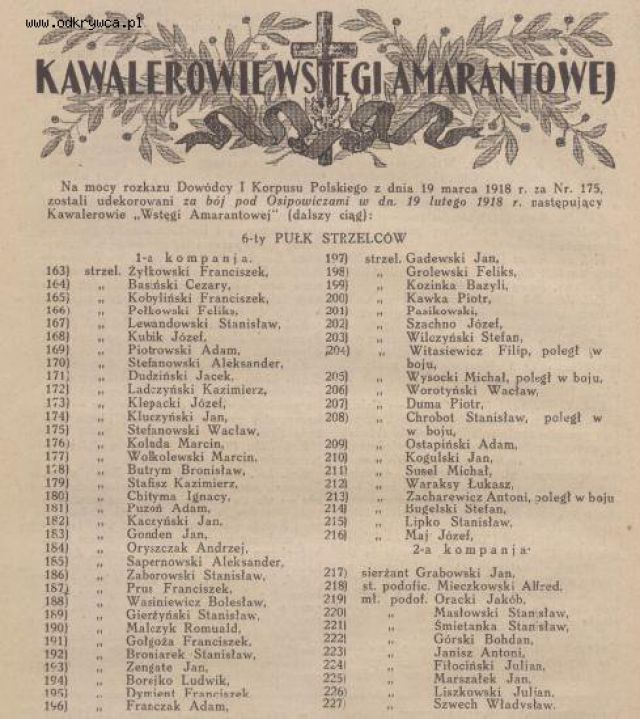 www.odkrywca.pl
KAWALEROWIE WSTĘGI AMARANTOWEJ
Na mocy rozkazu Dowódcy I Korpusu Polskiego z dnia 19 marca 1918 r. za Nr. 175,
zostali udekorowani za bój pod Osipowiczami w dn. 19 lutego 1918 r. następujący
Kawalerowie „Wstęgi Amarantowej" (dalszy ciąg):
6-ty PUŁK STRZELCÓW
1-a kompanja.
163) strzel. Żyłkowski Franciszek,
164) „ Basiński Cezary,
165) „ Kobyliński Franciszek,
166) „ Pełkowski Feliks,
167) „ Lewandowski Stanisław,
168) „ Kubik Józef,
169) „ Piotrowski Adam,
170) „ Stefanowski Aleksander,
171) „ Dudziński Jacek,
172) „ Ladczyński Kazimierz,
173) „ Klepacki Józef,
174) „ Kluczyński Jan,
175) „ Stefanowski Wacław,
176) „ Kolada Marcin,
177) „ Wołkolewski Marcin,
178) „ Butrym Bronisław,
179) „ Stafisz Kazimierz,
180) „ Chityma Ignacy,
181) „ Puzoń Adam,
182) „ Kaczyński Jan,
183) „ Gonden Jan,
184) „ Oryszczak Andrzej,
185) „ Sapernowski Aleksander,
186) „ Zaborowski Stanisław,
187) „ Prus Franciszek,
188) „ Wasiniewicz Bolesław,
189) „ Gierżyński Stanisław,
190) „ Malczyk Romuald,
191) „ Gołgoża Franciszek,
192) „ Broniarek Stanisław,
193) „ Zengate Jan,
194) „ Borejko Ludwik,
195) „ Dymient Franciszek
196) „ Franczak Adam,
197) strzel. Gadewski Jan,
198) „ Grolewski Feliks,
199) „ Kozinka Bazyli,
200) „ Kawka Piotr,
201) „ Pasikowski,
202) „ Szachno Józef,
203) „ Wilczyński Stefan,
204) „ Witasiewicz Filip, poległ w
boju,
205) „ Wysocki Michał, poległ w boju,
206) „ Worotyński Wacław,
207) „ Duma Piotr,
208) „ Chrobot Stanisław, poległ w
w boju,
209) „ Ostapiński Adam,
210) „ Kogulski Jan,
211) „ Suseł Michał,
212) „ Waraksy Łukasz,
213) „ Zacharewicz Antoni, poległ w boju
214) „ Bugelski Stefan,
215) „ Lipko Stanisław,
216) „ Maj Józef,
2-a kompanja.
217) sierżant Grabowski Jan,
218) st. podofic. Mieczkowski Alfred,
219) mł. podof. Oracki Jakób,
220) „ Masłowski Stanisław,
221) „ Śmietanka Stanisław,
222) „ Górski Bohdan,
223) „ Janisz Antoni,
224) „ Fiłociński Julian,
225) „ Marszałek Jan,
226) „ Liszkowski Julian,
227) „ Szwech Władysław.